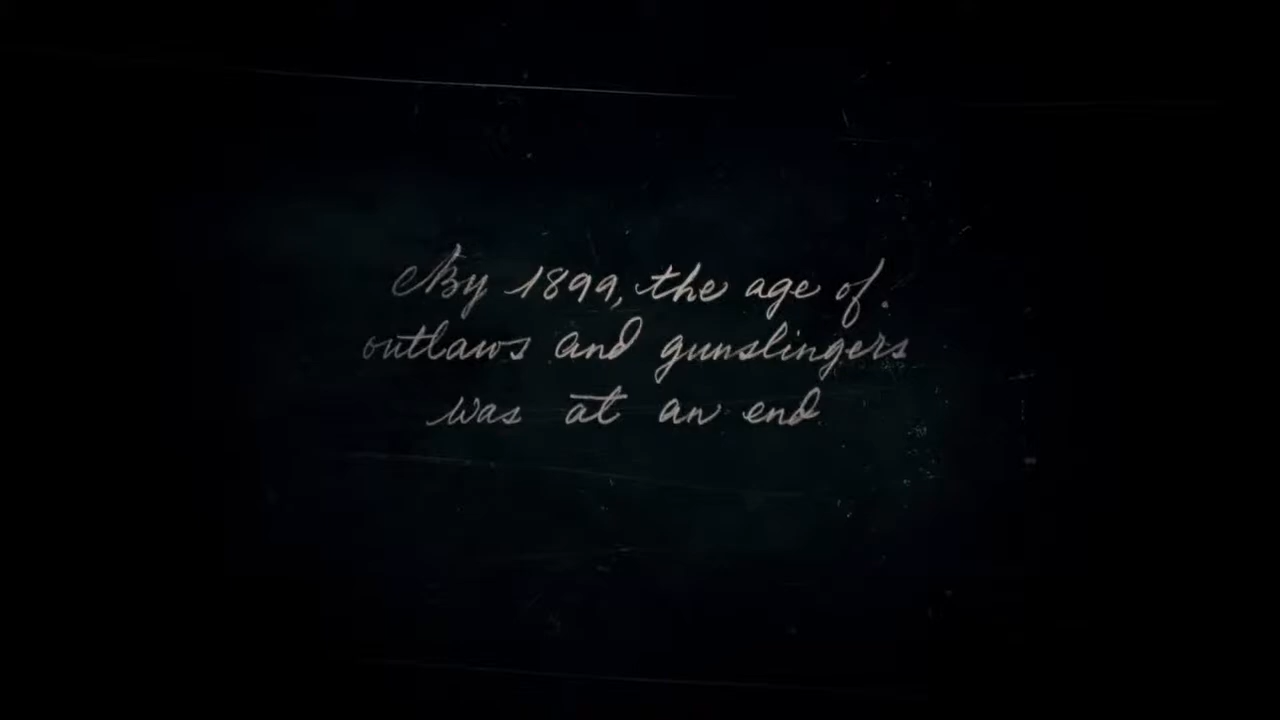 By 1899, the age of
outlaws and gunslingers
was at an end